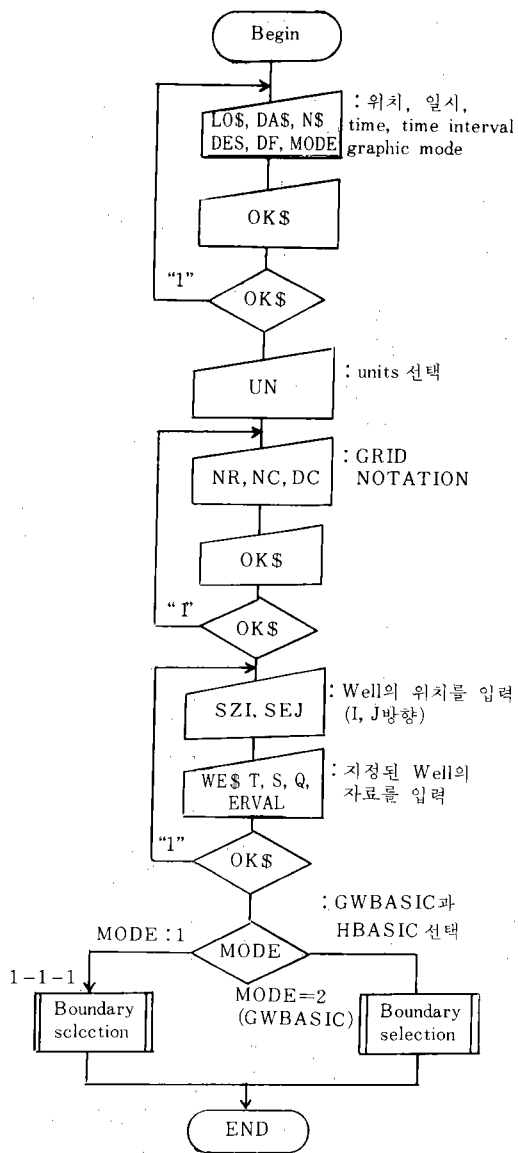 Begin
LO$, DA$, N$
DES, DF, MODE
: 위치, 일시,
time, time interval
graphic mode
OK$
"1"
OK$
UN
: units 선택
NR, NC, DC
: GRID
NOTATION
OK$
"1"
OK$
SZI, SEJ
: Well의 위치를 입력
(I, J방향)
WE$ T, S, Q,
ERVAL
: 지정된 Well의
자료를 입력
"1"
OK$
: GWBASIC과
HBASIC 선택
MODE : 1
MODE
1-1-1
MODE=2
(GWBASIC)
Boundary
selection
Boundary
selection
END